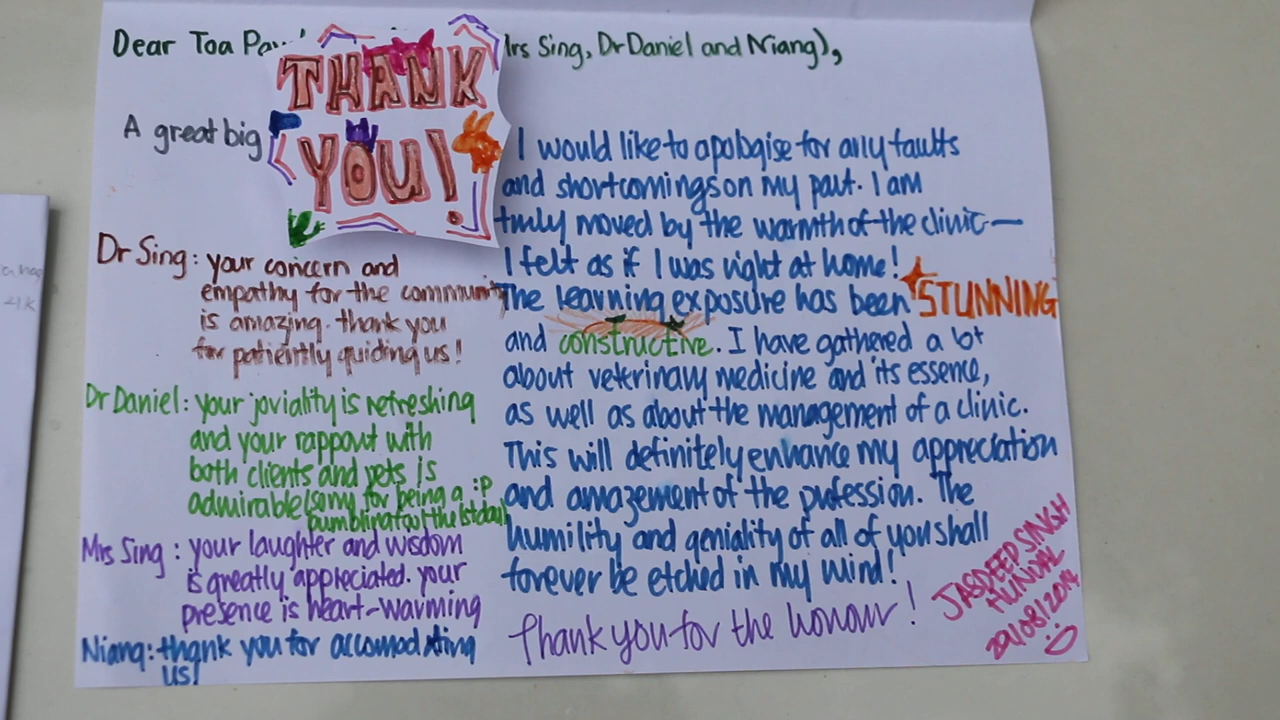 Dear Toa Pay
rs Sing, Dr Daniel and Niang),
A great big
THANK
YOU!
Dr Sing: your concern and
empathy for the community
is amazing. thank you
for patiently guiding us!
Dr Daniel: your joviality is refreshing
and your rapport with
both clients and pets is
admirable (sorry for being a :p
bumbling fool the 1st day)
Mrs Sing: your laughter and wisdom
is greatly appreciated. your
presence is heart-warming
Niang: thank you for accomodating
us!
I would like to apologise for any faults
and shortcomings on my part. I am
truly moved by the warmth of the clinic—
I felt as if I was right at home!
The learning exposure has been STUNNING
and constructive. I have gathered a lot
about veterinary medicine and its essence,
as well as about the management of a clinic.
This will definitely enhance my appreciation
and amazement of the profession. The
humility and geniality of all of you shall
forever be etched in my mind!
Thank you for the honour!
JASDEEP SINGH
HUNDAL